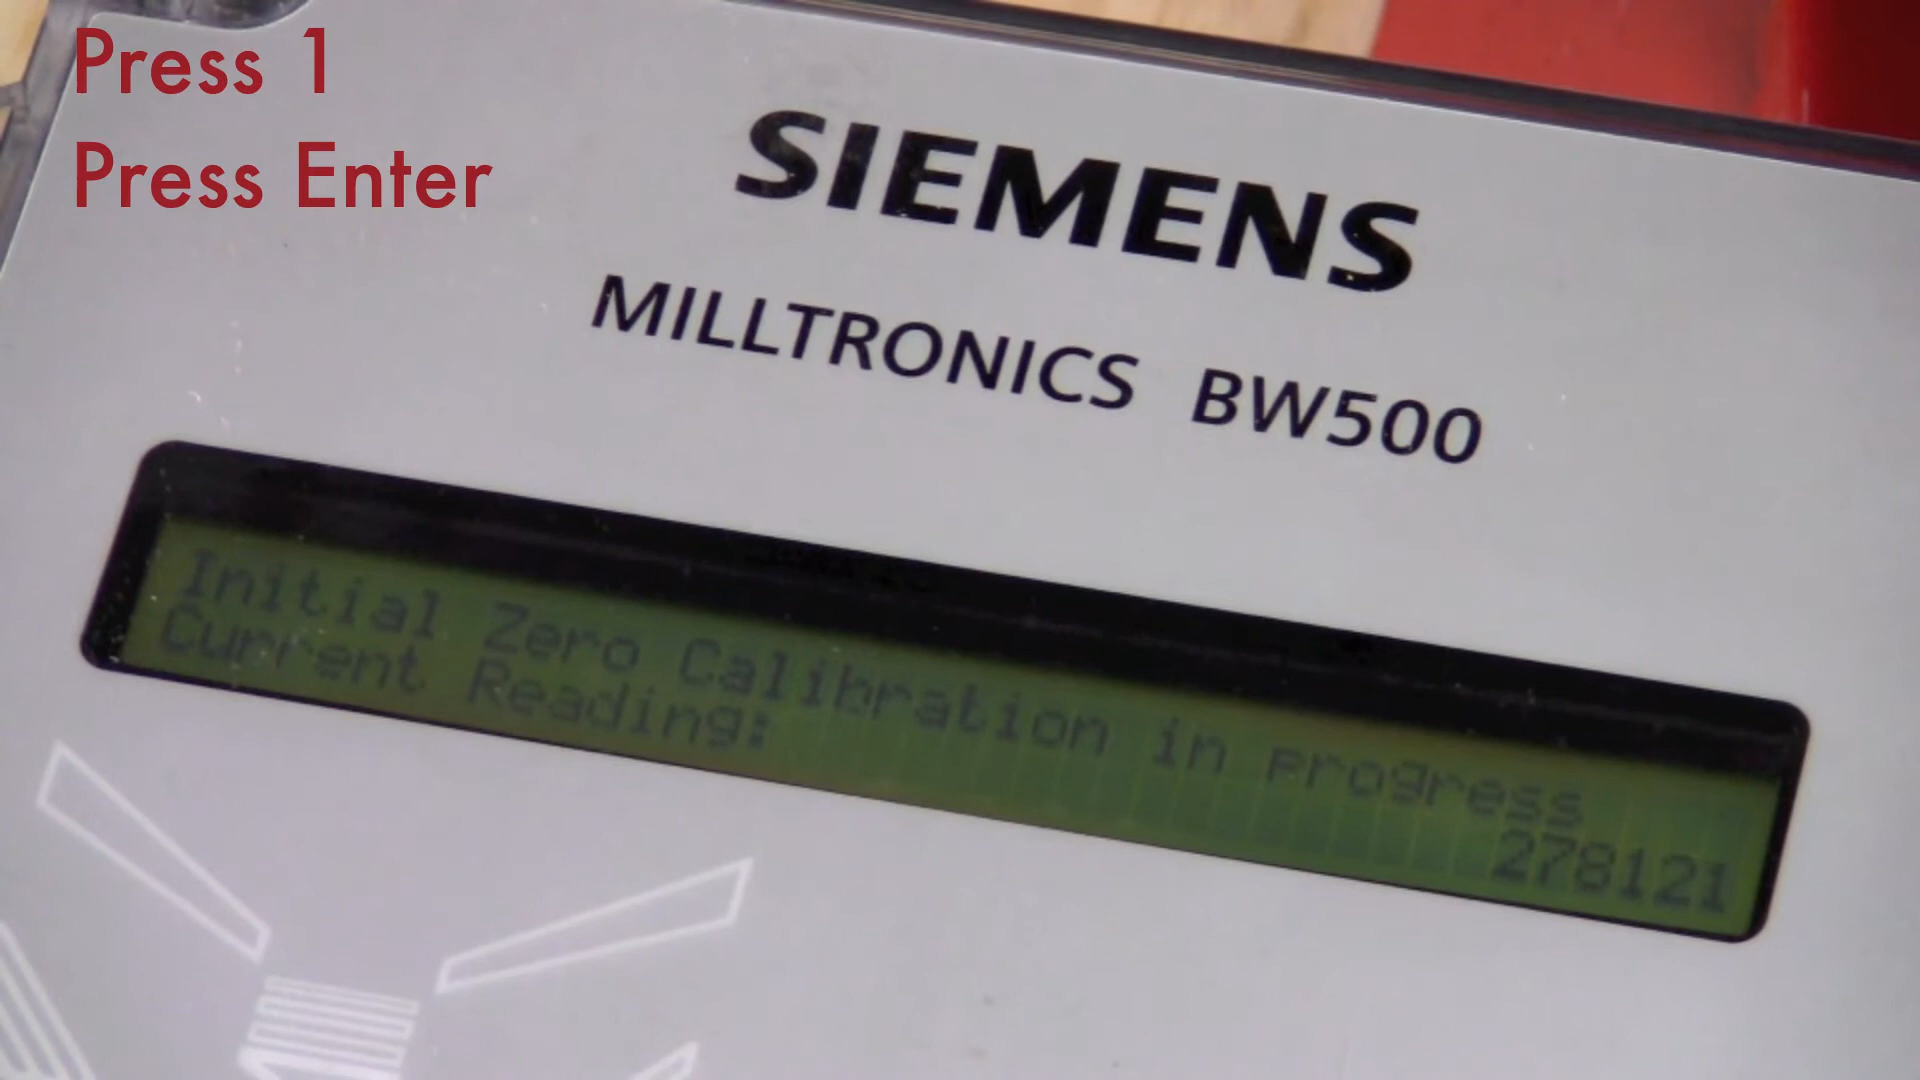 Press 1
Press Enter
SIEMENS
MILLTRONICS BW500
Initial Zero Calibration in progress
Current Reading: 278121